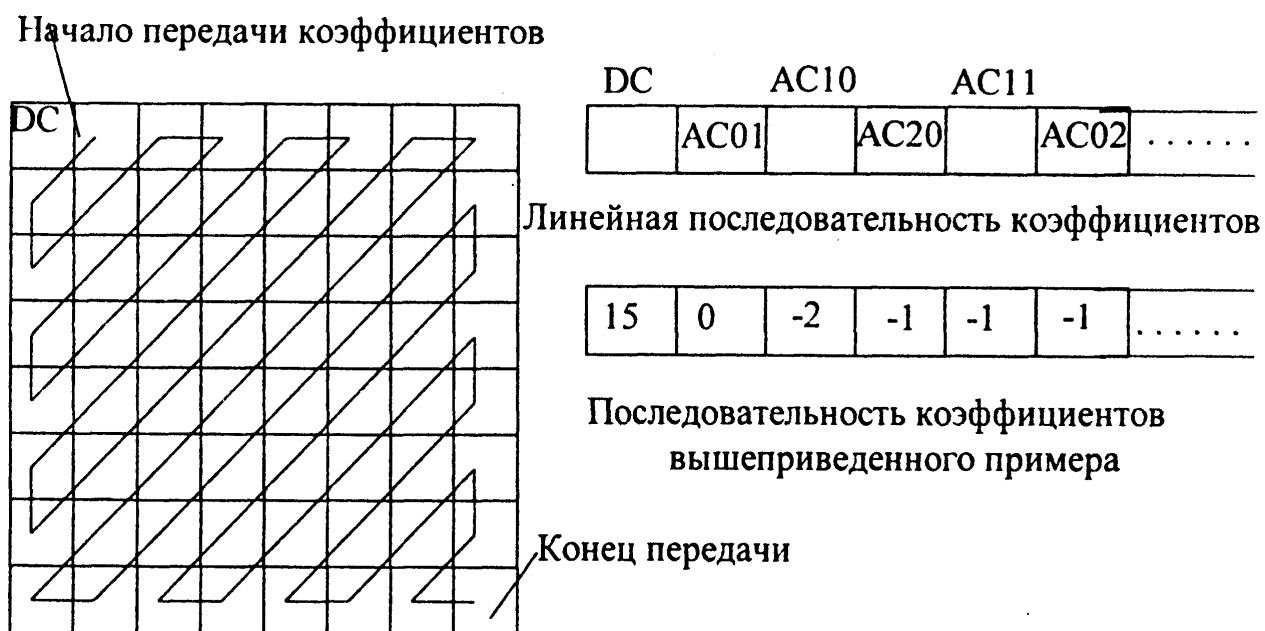 Начало передачи коэффициентов
DC AC10 AC11
DC
AC01 AC20 AC02 ......
Линейная последовательность коэффициентов
15 0 -2 -1 -1 -1 ......
Последовательность коэффициентов
вышеприведенного примера
Конец передачи